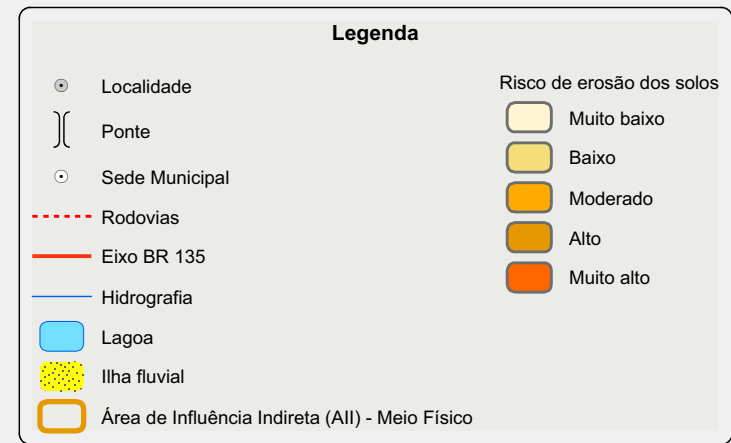 Legenda
Localidade
Ponte
Sede Municipal
Rodovias
Eixo BR 135
Hidrografia
Lagoa
Ilha fluvial
Área de Influência Indireta (AII) - Meio Físico
Risco de erosão dos solos
Muito baixo
Baixo
Moderado
Alto
Muito alto